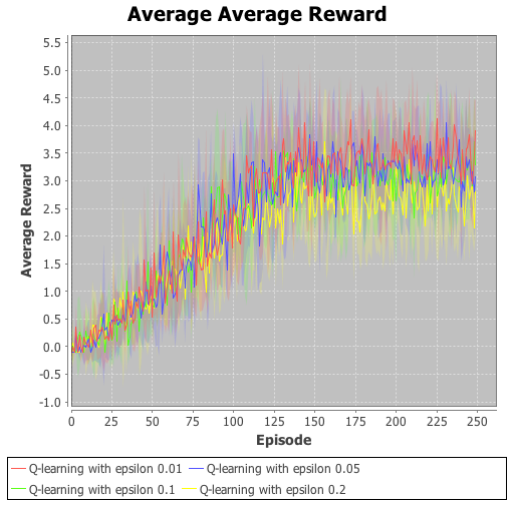 Average Average Reward
5.5
5.0
4.5
4.0
3.5
3.0
2.5
2.0
1.5
1.0
0.5
0.0
-0.5
-1.0
Average Reward
0 25 50 75 100 125 150 175 200 225 250
Episode
Q-learning with epsilon 0.01 Q-learning with epsilon 0.05
Q-learning with epsilon 0.1 Q-learning with epsilon 0.2